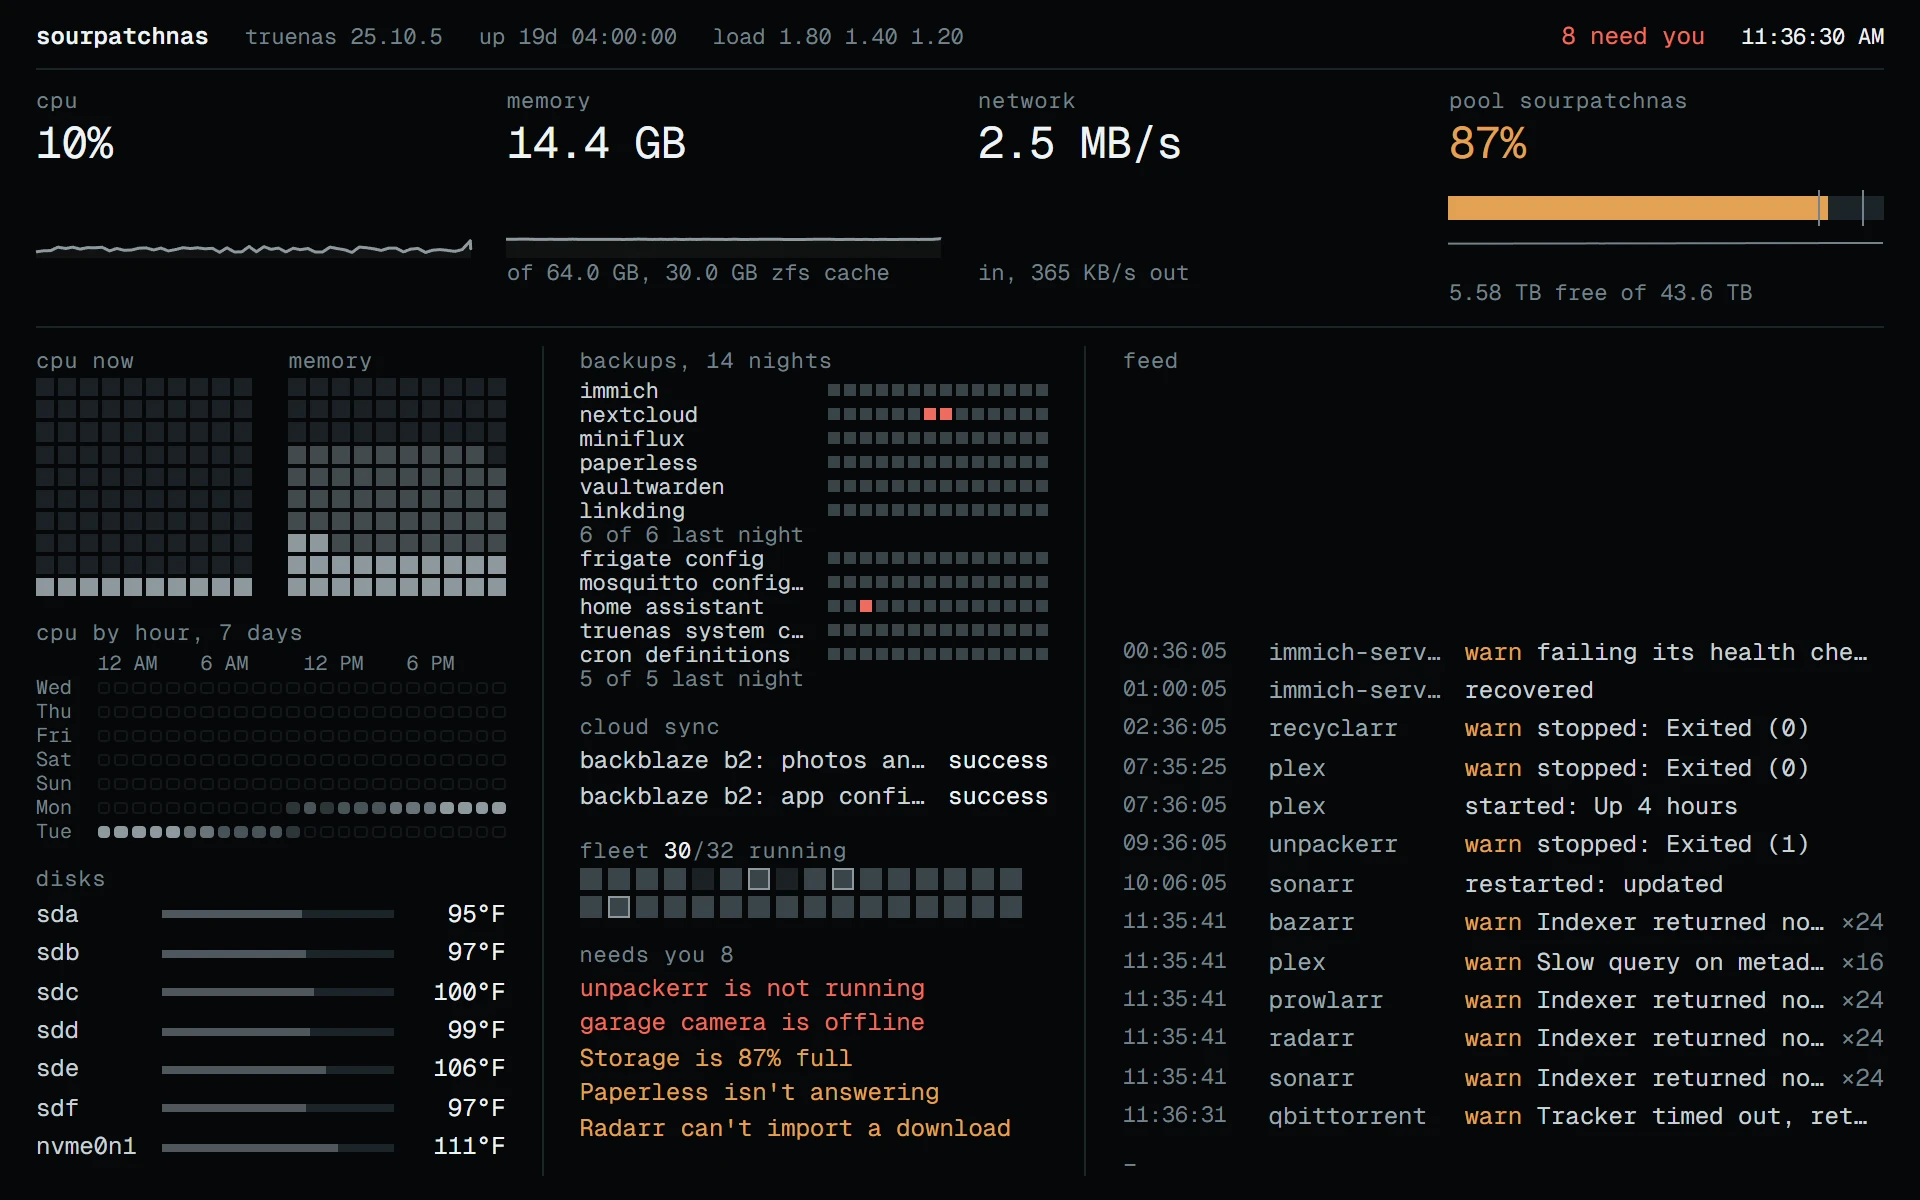 sourpatchnas truenas 25.10.5 up 19d 04:00:00 load 1.80 1.40 1.20 8 need you 11:36:30 AM
cpu
10%
memory
14.4 GB
of 64.0 GB, 30.0 GB zfs cache
network
2.5 MB/s
in, 365 KB/s out
pool sourpatchnas
87%
5.58 TB free of 43.6 TB
cpu now
memory
cpu by hour, 7 days
12 AM 6 AM 12 PM 6 PM
Wed
Thu
Fri
Sat
Sun
Mon
Tue
disks
sda 95°F
sdb 97°F
sdc 100°F
sdd 99°F
sde 106°F
sdf 97°F
nvme0n1 111°F
backups, 14 nights
immich
nextcloud
miniflux
paperless
vaultwarden
linkding
6 of 6 last night
frigate config
mosquitto config…
home assistant
truenas system c…
cron definitions
5 of 5 last night
cloud sync
backblaze b2: photos an… success
backblaze b2: app confi… success
fleet 30/32 running
needs you 8
unpackerr is not running
garage camera is offline
Storage is 87% full
Paperless isn't answering
Radarr can't import a download
feed
00:36:05 immich-serv… warn failing its health che…
01:00:05 immich-serv… recovered
02:36:05 recyclarr warn stopped: Exited (0)
07:35:25 plex warn stopped: Exited (0)
07:36:05 plex started: Up 4 hours
09:36:05 unpackerr warn stopped: Exited (1)
10:06:05 sonarr restarted: updated
11:35:41 bazarr warn Indexer returned no… ×24
11:35:41 plex warn Slow query on metad… ×16
11:35:41 prowlarr warn Indexer returned no… ×24
11:35:41 radarr warn Indexer returned no… ×24
11:35:41 sonarr warn Indexer returned no… ×24
11:36:31 qbittorrent warn Tracker timed out, ret…
_